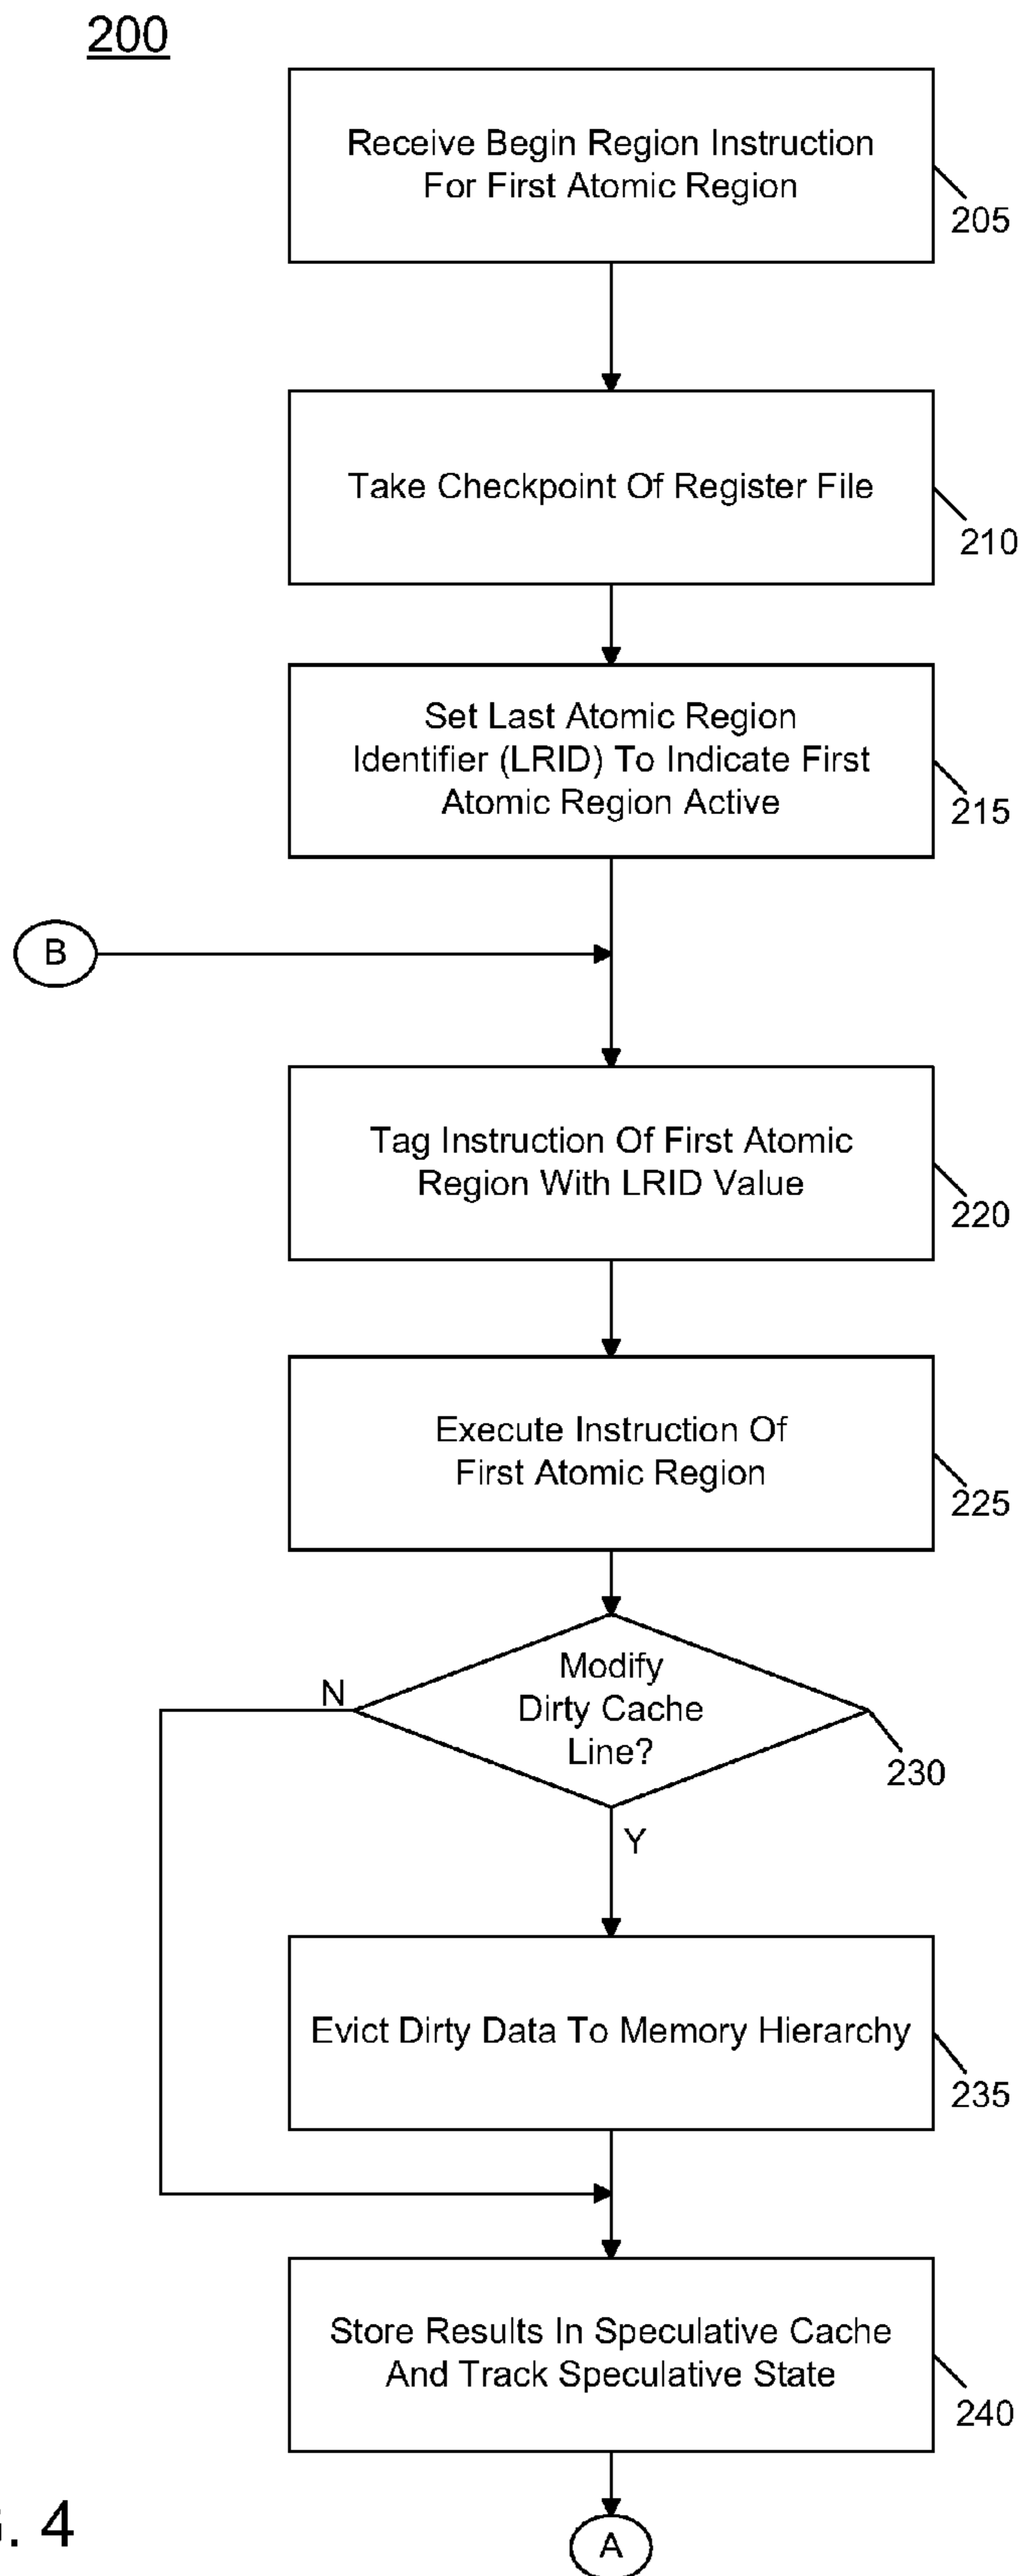 200
Receive Begin Region Instruction
For First Atomic Region
205
Take Checkpoint Of Register File
210
Set Last Atomic Region
Identifier (LRID) To Indicate First
Atomic Region Active
215
B
Tag Instruction Of First Atomic
Region With LRID Value
220
Execute Instruction Of
First Atomic Region
225
Modify
Dirty Cache
Line?
N
230
Y
Evict Dirty Data To Memory Hierarchy
235
Store Results In Speculative Cache
And Track Speculative State
240
. 4
A